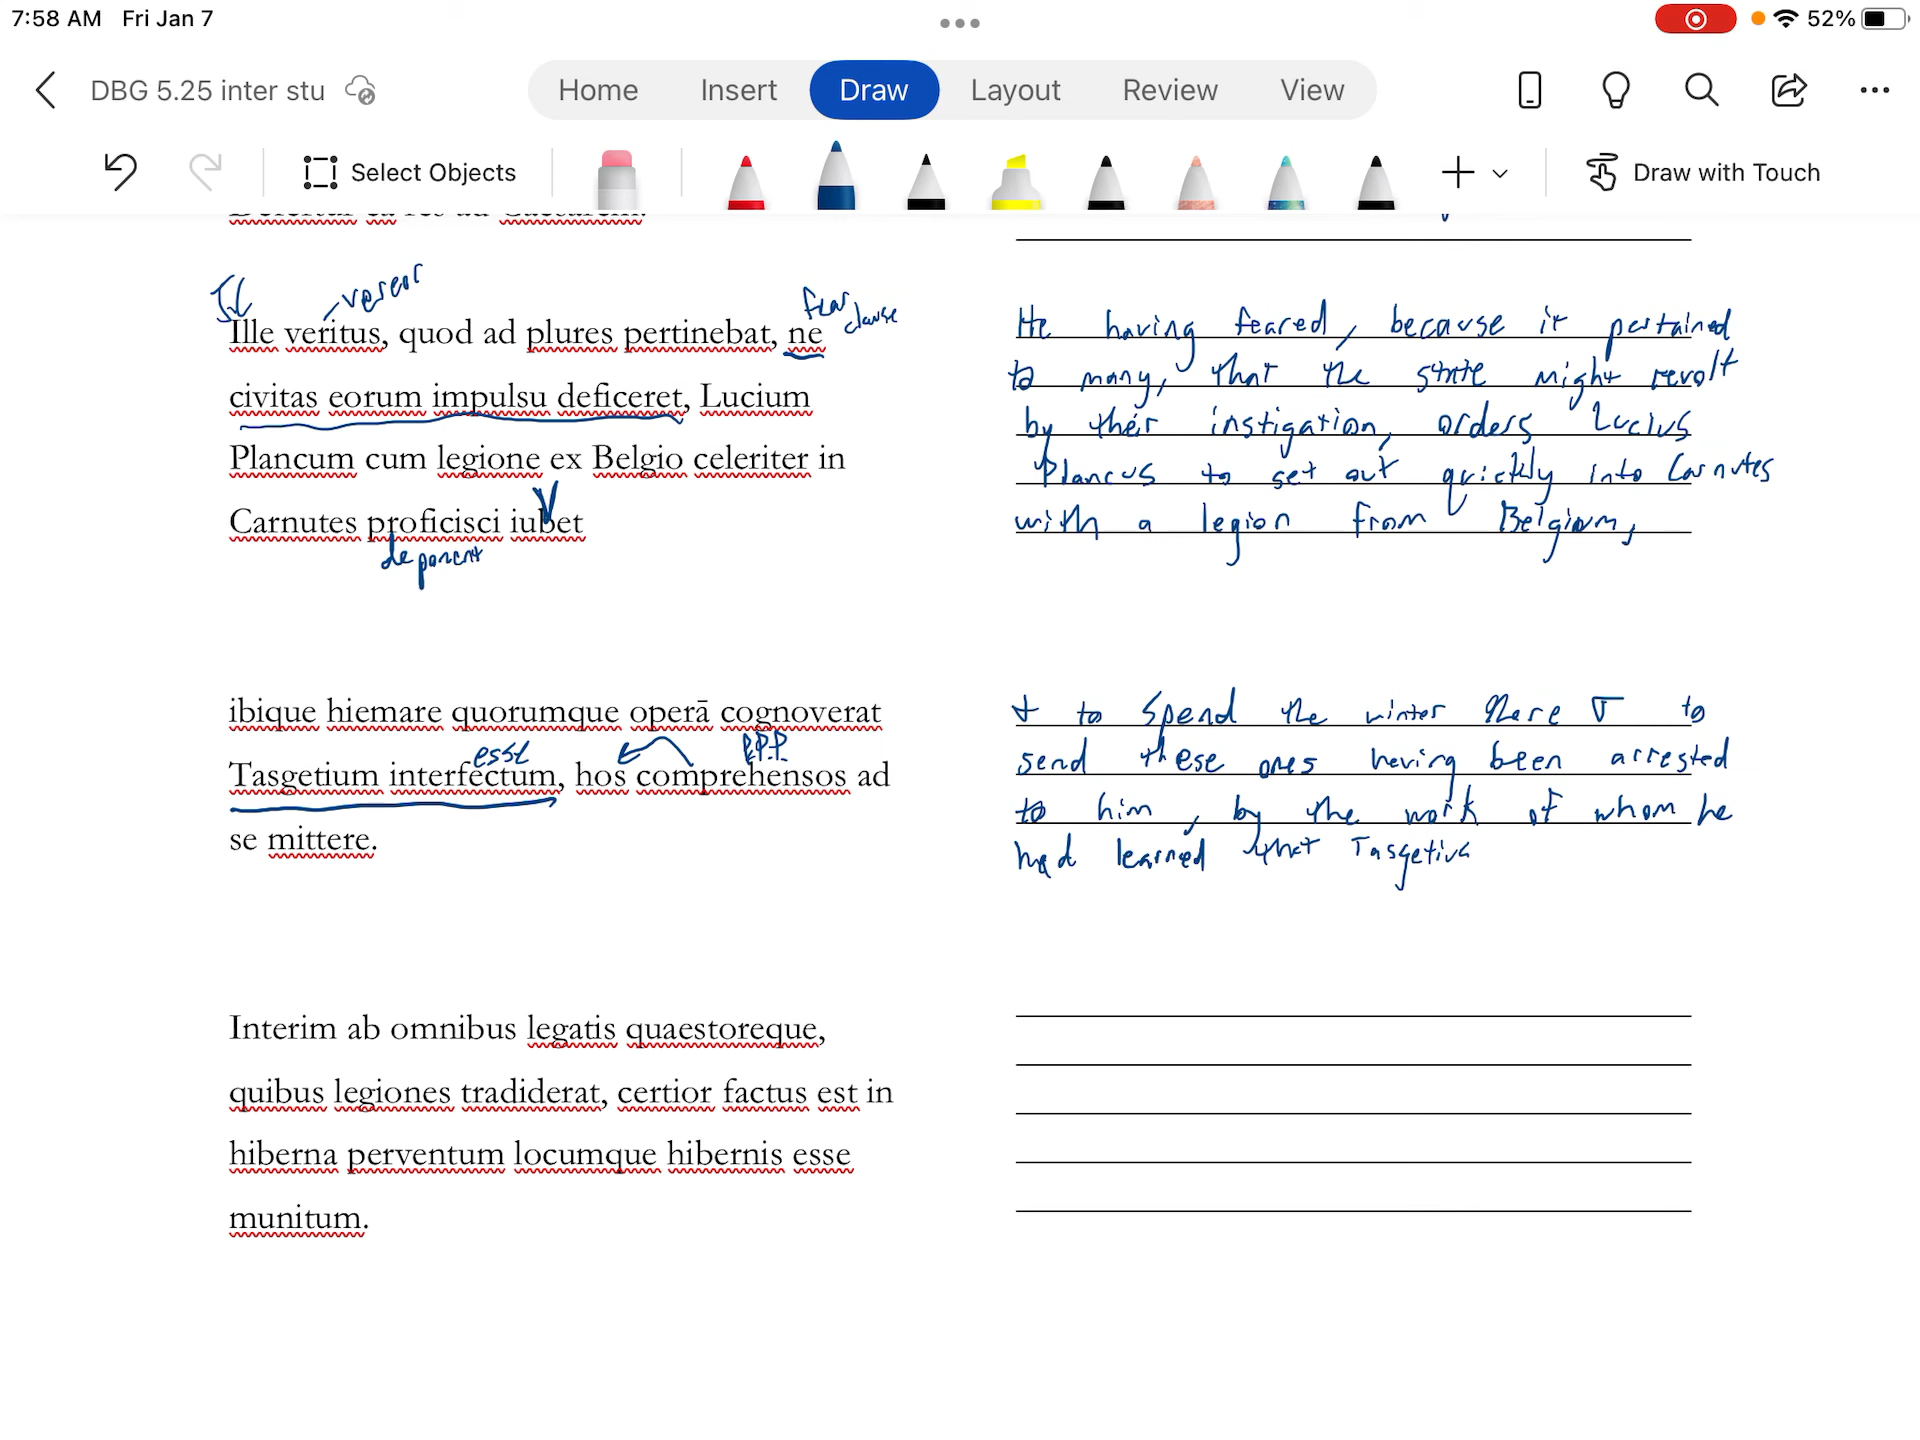 7:58 AM Fri Jan 7
52%
DBG 5.25 inter stu
Home Insert Draw Layout Review View
Select Objects
Draw with Touch
Defertur ea res ad Caesarem.
vereor
fear clause
Ille veritus, quod ad plures pertinebat, ne
civitas eorum impulsu deficeret, Lucium
Plancum cum legione ex Belgio celeriter in
V
Carnutes proficisci iubet
deponent
He having feared, because it pertained
to many, that the state might revolt
by their instigation, orders Lucius
Plancus to set out quickly into Carnutes
with a legion from Belgium,
ibique hiemare quorumque operā cognoverat
esse P.P.P.
Tasgetium interfectum, hos comprehensos ad
se mittere.
+ to spend the winter there to
send these ones having been arrested
to him, by the work of whom he
had learned that Tasgetiu
Interim ab omnibus legatis quaestoreque,
quibus legiones tradiderat, certior factus est in
hiberna perventum locumque hibernis esse
munitum.